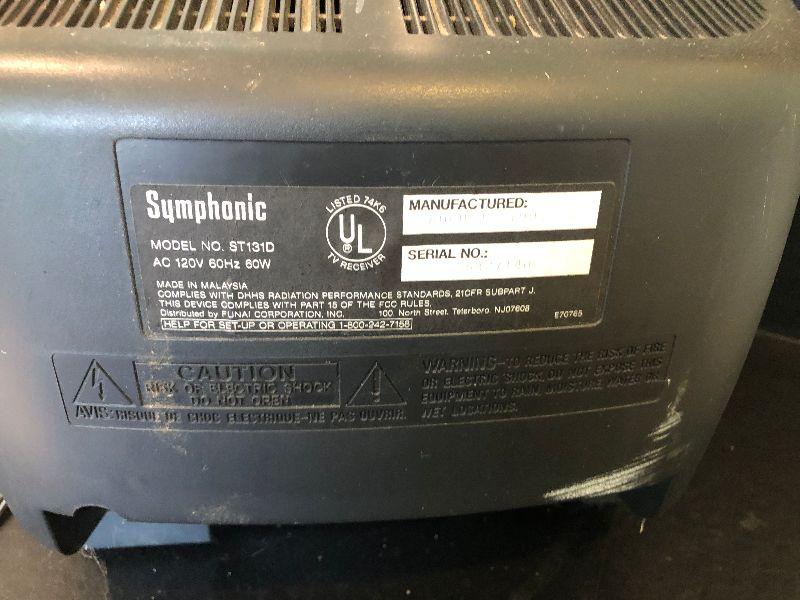 Symphonic
MODEL NO. ST131D
AC 120V 60Hz 60W
LISTED 74K6
UL
®
TV RECEIVER
MANUFACTURED:
SERIAL NO.:
MADE IN MALAYSIA
COMPLIES WITH DHHS RADIATION PERFORMANCE STANDARDS, 21CFR SUBPART J.
THIS DEVICE COMPLIES WITH PART 15 OF THE FCC RULES.
Distributed by FUNAI CORPORATION, INC. 100 North Street, Teterboro, NJ07608 E70765
HELP FOR SET-UP OR OPERATING 1-800-242-7158
CAUTION
RISK OF ELECTRIC SHOCK
DO NOT OPEN
AVIS: RISQUE DE CHOC ELECTRIQUE-NE PAS OUVRIR.
WARNING-TO REDUCE THE RISK OF FIRE
OR ELECTRIC SHOCK, DO NOT EXPOSE THIS
EQUIPMENT TO RAIN, MOISTURE WATER OR
WET LOCATIONS.